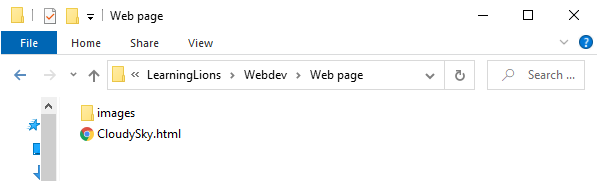 Web page
File Home Share View
« LearningLions > Webdev > Web page Search ...
images
CloudySky.html